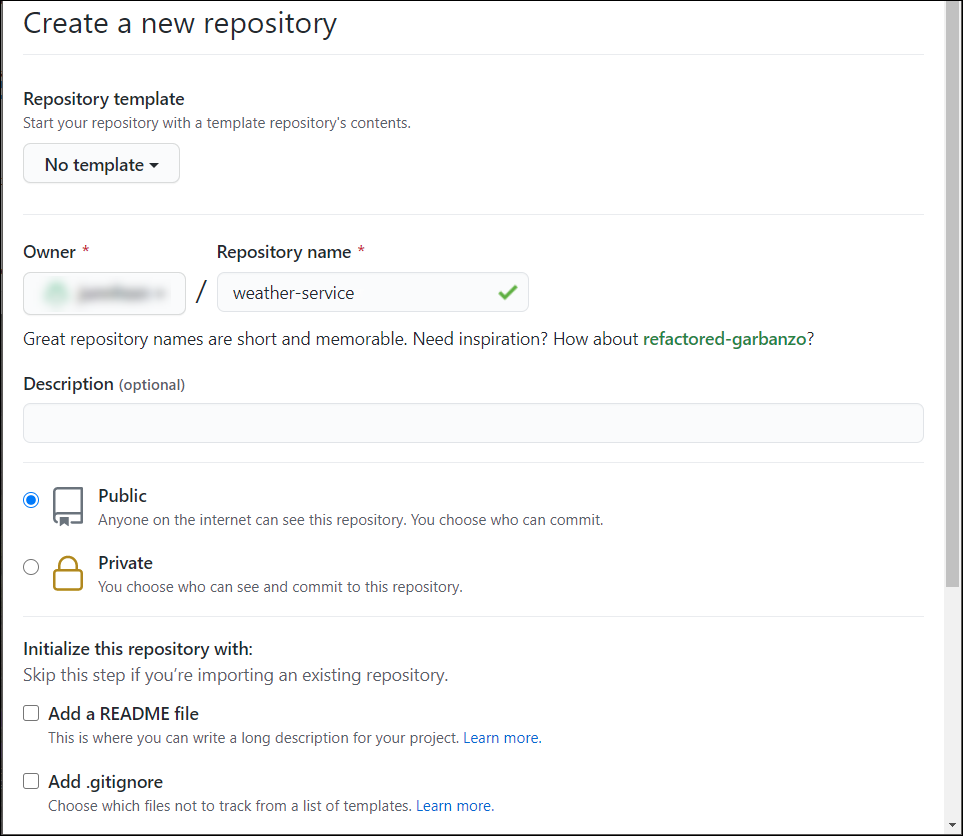 Create a new repository
Repository template
Start your repository with a template repository's contents.
No template
Owner *
Repository name *
/
weather-service
Great repository names are short and memorable. Need inspiration? How about refactored-garbanzo?
Description (optional)
Public
Anyone on the internet can see this repository. You choose who can commit.
Private
You choose who can see and commit to this repository.
Initialize this repository with:
Skip this step if you’re importing an existing repository.
Add a README file
This is where you can write a long description for your project. Learn more.
Add .gitignore
Choose which files not to track from a list of templates. Learn more.